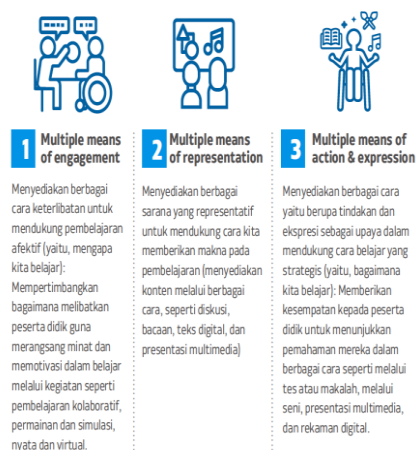 1
Multiple means
of engagement
Menyediakan berbagai
cara keterlibatan untuk
mendukung pembelajaran
afektif (yaitu, mengapa
kita belajar):
Mempertimbangkan
bagaimana melibatkan
peserta didik guna
merangsang minat dan
memotivasi dalam belajar
melalui kegiatan seperti
pembelajaran kolaboratif,
permainan dan simulasi,
nyata dan virtual.
2
Multiple means
of representation
Menyediakan berbagai
sarana yang representatif
untuk mendukung cara kita
memberikan makna pada
pembelajaran (menyediakan
konten melalui berbagai
cara, seperti diskusi,
bacaan, teks digital, dan
presentasi multimedia)
3
Multiple means of
action & expression
Menyediakan berbagai cara
yaitu berupa tindakan dan
ekspresi sebagai upaya dalam
mendukung cara belajar yang
strategis (yaitu, bagaimana
kita belajar): Memberikan
kesempatan kepada peserta
didik untuk menunjukkan
pemahaman mereka dalam
berbagai cara seperti melalui
tes atau makalah, melalui
seni, presentasi multimedia,
dan rekaman digital.